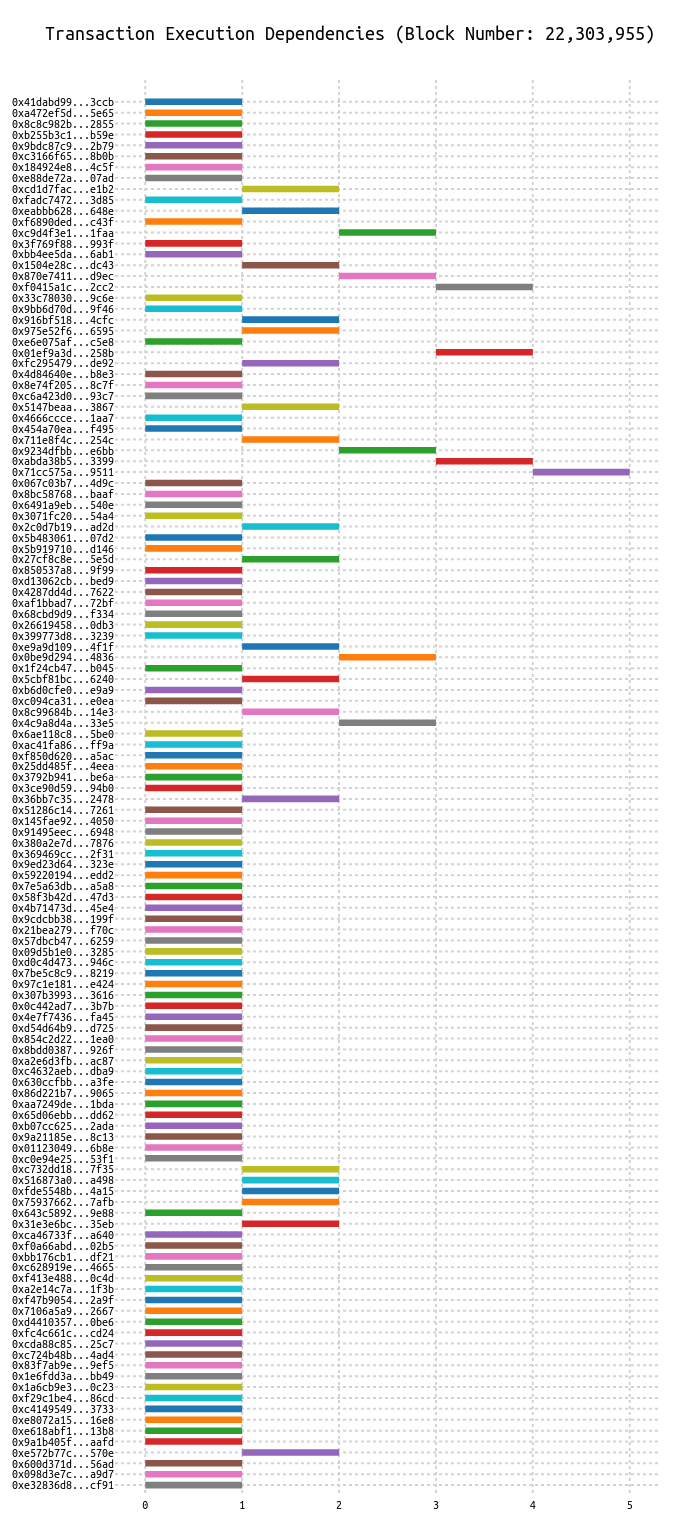 Transaction Execution Dependencies (Block Number: 22,303,955)
0x41dabd99...3ccb
0xa472ef5d...5e65
0x8c8c982b...2855
0xb255b3c1...b59e
0x9bdc87c9...2b79
0xc3166f65...8b0b
0x184924e8...4c5f
0xe88de72a...07ad
0xcd1d7fac...e1b2
0xfadc7472...3d85
0xeabbb628...648e
0xf6890ded...c43f
0xc9d4f3e1...1faa
0x3f769f88...993f
0xbb4ee5da...6ab1
0x1504e28c...dc43
0x870e7411...d9ec
0xf0415a1c...2cc2
0x33c78030...9c6e
0x9bb6d70d...9f46
0x916bf518...4cfc
0x975e52f6...6595
0xe6e075af...c5e8
0x01ef9a3d...258b
0xfc295479...de92
0x4d84640e...b8e3
0x8e74f205...8c7f
0xc6a423d0...93c7
0x5147beaa...3867
0x4666ccce...1aa7
0x454a70ea...f495
0x711e8f4c...254c
0x9234dfbb...e6bb
0xabda38b5...3399
0x71cc575a...9511
0x067c03b7...4d9c
0x8bc58768...baaf
0x6491a9eb...540e
0x3071fc20...54a4
0x2c0d7b19...ad2d
0x5b483061...07d2
0x5b919710...d146
0x27cf8c8e...5e5d
0x850537a8...9f99
0xd13062cb...bed9
0x4287dd4d...7622
0xaf1bbad7...72bf
0x68cbd9d9...f334
0x26619458...0db3
0x399773d8...3239
0xe9a9d109...4f1f
0x0be9d294...4836
0x1f24cb47...b045
0x5cbf81bc...6240
0xb6d0cfe0...e9a9
0xc094ca31...e0ea
0x8c99684b...14e3
0x4c9a8d4a...33e5
0x6ae118c8...5be0
0xac41fa86...ff9a
0xf850d620...a5ac
0x25dd485f...4eea
0x3792b941...be6a
0x3ce90d59...94b0
0x36bb7c35...2478
0x51286c14...7261
0x145fae92...4050
0x91495eec...6948
0x380a2e7d...7876
0x369469cc...2f31
0x9ed23d64...323e
0x59220194...edd2
0x7e5a63db...a5a8
0x58f3b42d...47d3
0x4b71473d...45e4
0x9cdcbb38...199f
0x21bea279...f70c
0x57dbcb47...6259
0x09d5b1e0...3285
0xd0c4d473...946c
0x7be5c8c9...8219
0x97c1e181...e424
0x307b3993...3616
0x0c442ad7...3b7b
0x4e7f7436...fa45
0xd54d64b9...d725
0x854c2d22...1ea0
0x8bdd0387...926f
0xa2e6d3fb...ac87
0xc4632aeb...dba9
0x630ccfbb...a3fe
0x86d221b7...9065
0xaa7249de...1bda
0x65d06ebb...dd62
0xb07cc625...2ada
0x9a21185e...8c13
0x01123049...6b8e
0xc0e94e25...53f1
0xc732dd18...7f35
0x516873a0...a498
0xfde5548b...4a15
0x75937662...7afb
0x643c5892...9e88
0x31e3e6bc...35eb
0xca46733f...a640
0xf0a66abd...02b5
0xbb176cb1...df21
0xc628919e...4665
0xf413e488...0c4d
0xa2e14c7a...1f3b
0xf47b9054...2a9f
0x7106a5a9...2667
0xd4410357...0be6
0xfc4c661c...cd24
0xcda88c85...25c7
0xc724b48b...4ad4
0x83f7ab9e...9ef5
0x1e6fdd3a...bb49
0x1a6cb9e3...0c23
0xf29c1be4...86cd
0xc4149549...3733
0xe8072a15...16e8
0xe618abf1...13b8
0x9a1b405f...aafd
0xe572b77c...570e
0x600d371d...56ad
0x098d3e7c...a9d7
0xe32836d8...cf91
0 1 2 3 4 5